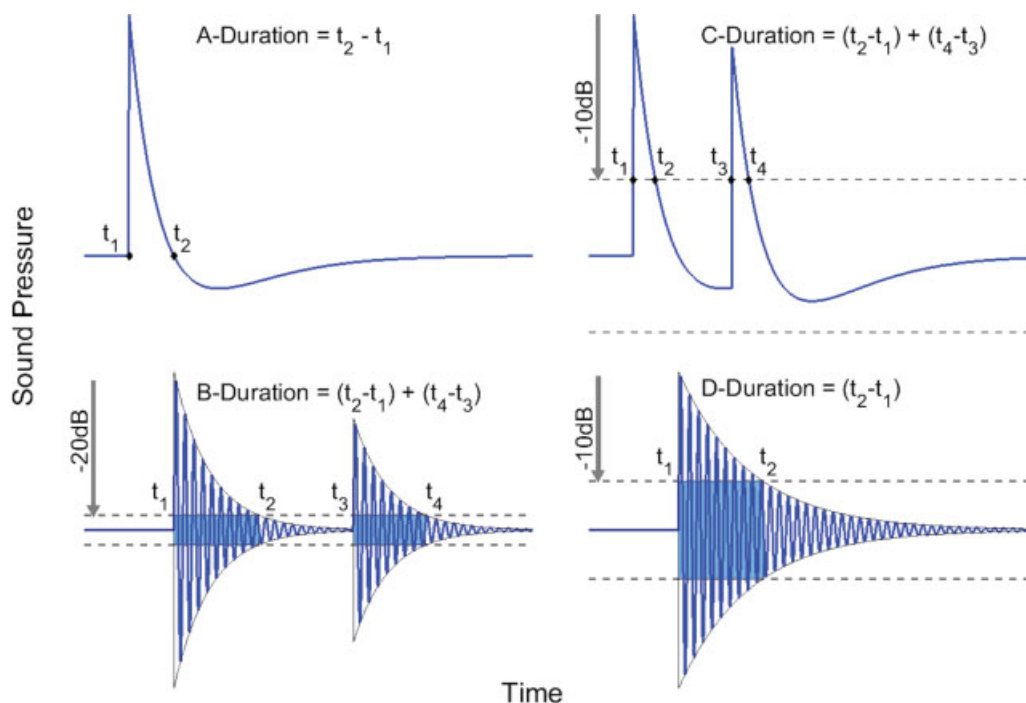 A-Duration = t2 - t1
t1
t2
C-Duration = (t2-t1) + (t4-t3)
-10dB
t1
t2
t3
t4
Sound Pressure
B-Duration = (t2-t1) + (t4-t3)
-20dB
t1
t2
t3
t4
D-Duration = (t2-t1)
-10dB
t1
t2
Time